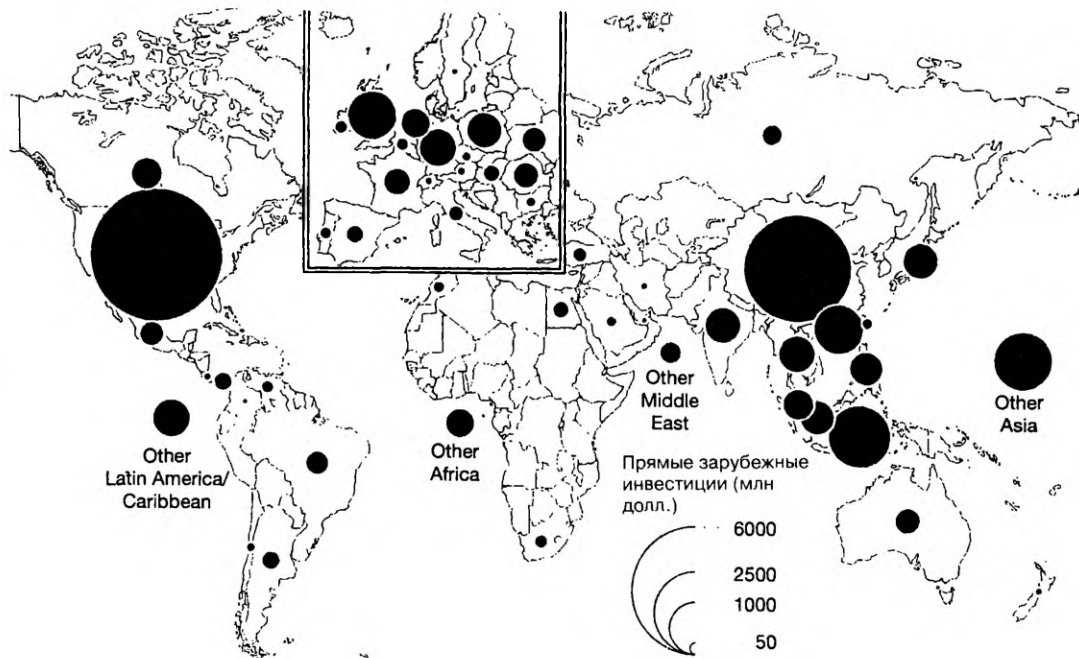 Other
Middle
East
Other
Asia
Other
Latin America/
Caribbean
Other
Africa
Прямые зарубежные
инвестиции (млн
долл.)
6000
2500
1000
50